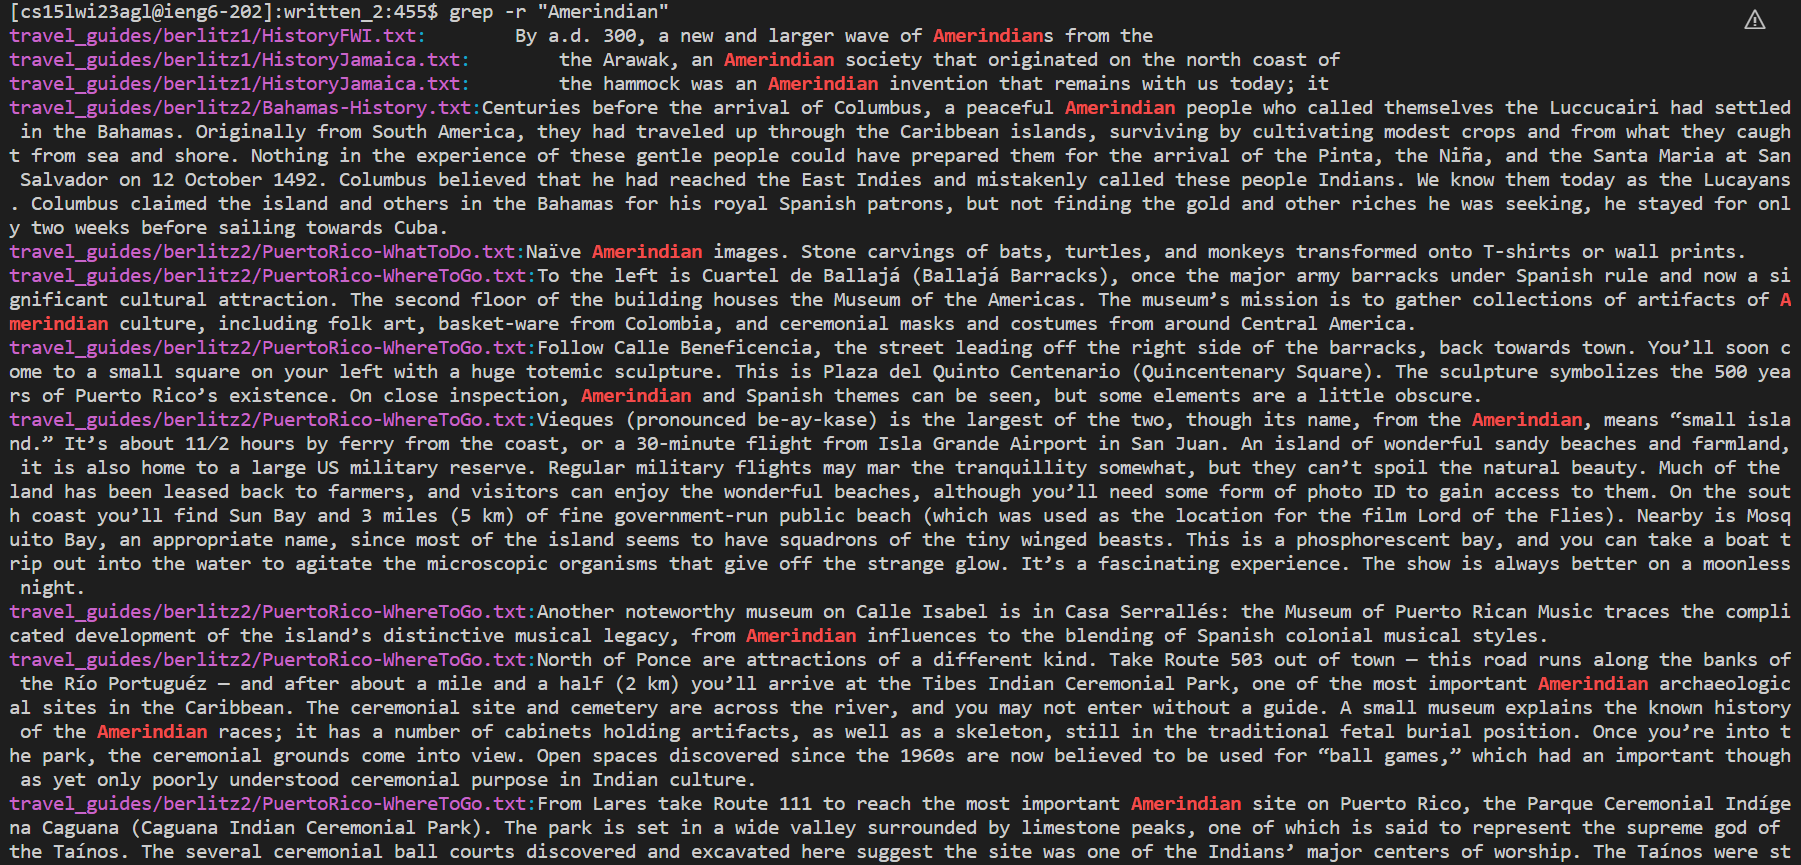 [cs15lwi23agl@ieng6-202]:written_2:455$ grep -r "Amerindian"
travel_guides/berlitz1/HistoryFWI.txt:        By a.d. 300, a new and larger wave of Amerindians from the
travel_guides/berlitz1/HistoryJamaica.txt:        the Arawak, an Amerindian society that originated on the north coast of
travel_guides/berlitz1/HistoryJamaica.txt:        the hammock was an Amerindian invention that remains with us today; it
travel_guides/berlitz2/Bahamas-History.txt:Centuries before the arrival of Columbus, a peaceful Amerindian people who called themselves the Luccucairi had settled
 in the Bahamas. Originally from South America, they had traveled up through the Caribbean islands, surviving by cultivating modest crops and from what they caugh
t from sea and shore. Nothing in the experience of these gentle people could have prepared them for the arrival of the Pinta, the Niña, and the Santa Maria at San
 Salvador on 12 October 1492. Columbus believed that he had reached the East Indies and mistakenly called these people Indians. We know them today as the Lucayans
. Columbus claimed the island and others in the Bahamas for his royal Spanish patrons, but not finding the gold and other riches he was seeking, he stayed for onl
y two weeks before sailing towards Cuba.
travel_guides/berlitz2/PuertoRico-WhatToDo.txt:Naïve Amerindian images. Stone carvings of bats, turtles, and monkeys transformed onto T-shirts or wall prints.
travel_guides/berlitz2/PuertoRico-WhereToGo.txt:To the left is Cuartel de Ballajá (Ballajá Barracks), once the major army barracks under Spanish rule and now a si
gnificant cultural attraction. The second floor of the building houses the Museum of the Americas. The museum’s mission is to gather collections of artifacts of A
merindian culture, including folk art, basket-ware from Colombia, and ceremonial masks and costumes from around Central America.
travel_guides/berlitz2/PuertoRico-WhereToGo.txt:Follow Calle Beneficencia, the street leading off the right side of the barracks, back towards town. You’ll soon c
ome to a small square on your left with a huge totemic sculpture. This is Plaza del Quinto Centenario (Quincentenary Square). The sculpture symbolizes the 500 yea
rs of Puerto Rico’s existence. On close inspection, Amerindian and Spanish themes can be seen, but some elements are a little obscure.
travel_guides/berlitz2/PuertoRico-WhereToGo.txt:Vieques (pronounced be-ay-kase) is the largest of the two, though its name, from the Amerindian, means “small isla
nd.” It’s about 11/2 hours by ferry from the coast, or a 30-minute flight from Isla Grande Airport in San Juan. An island of wonderful sandy beaches and farmland,
 it is also home to a large US military reserve. Regular military flights may mar the tranquillity somewhat, but they can’t spoil the natural beauty. Much of the
land has been leased back to farmers, and visitors can enjoy the wonderful beaches, although you’ll need some form of photo ID to gain access to them. On the sout
h coast you’ll find Sun Bay and 3 miles (5 km) of fine government-run public beach (which was used as the location for the film Lord of the Flies). Nearby is Mosq
uito Bay, an appropriate name, since most of the island seems to have squadrons of the tiny winged beasts. This is a phosphorescent bay, and you can take a boat t
rip out into the water to agitate the microscopic organisms that give off the strange glow. It’s a fascinating experience. The show is always better on a moonless
 night.
travel_guides/berlitz2/PuertoRico-WhereToGo.txt:Another noteworthy museum on Calle Isabel is in Casa Serrallés: the Museum of Puerto Rican Music traces the compli
cated development of the island’s distinctive musical legacy, from Amerindian influences to the blending of Spanish colonial musical styles.
travel_guides/berlitz2/PuertoRico-WhereToGo.txt:North of Ponce are attractions of a different kind. Take Route 503 out of town — this road runs along the banks of
 the Río Portuguéz — and after about a mile and a half (2 km) you’ll arrive at the Tibes Indian Ceremonial Park, one of the most important Amerindian archaeologic
al sites in the Caribbean. The ceremonial site and cemetery are across the river, and you may not enter without a guide. A small museum explains the known history
 of the Amerindian races; it has a number of cabinets holding artifacts, as well as a skeleton, still in the traditional fetal burial position. Once you’re into t
he park, the ceremonial grounds come into view. Open spaces discovered since the 1960s are now believed to be used for “ball games,” which had an important though
 as yet only poorly understood ceremonial purpose in Indian culture.
travel_guides/berlitz2/PuertoRico-WhereToGo.txt:From Lares take Route 111 to reach the most important Amerindian site on Puerto Rico, the Parque Ceremonial Indíge
na Caguana (Caguana Indian Ceremonial Park). The park is set in a wide valley surrounded by limestone peaks, one of which is said to represent the supreme god of
the Taínos. The several ceremonial ball courts discovered and excavated here suggest the site was one of the Indians’ major centers of worship. The Taínos were st